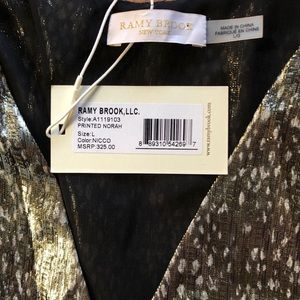 RAMY BROOK
NEW YORK
MADE IN CHINA
FABRIQUÉ EN CHINE
L/G
RAMY BROOK,LLC.
Style:A1119103
PRINTED NORAH
Size:L
Color:NICCD
MSRP:325.00
8 89310 54269 7
www.ramybrook.com